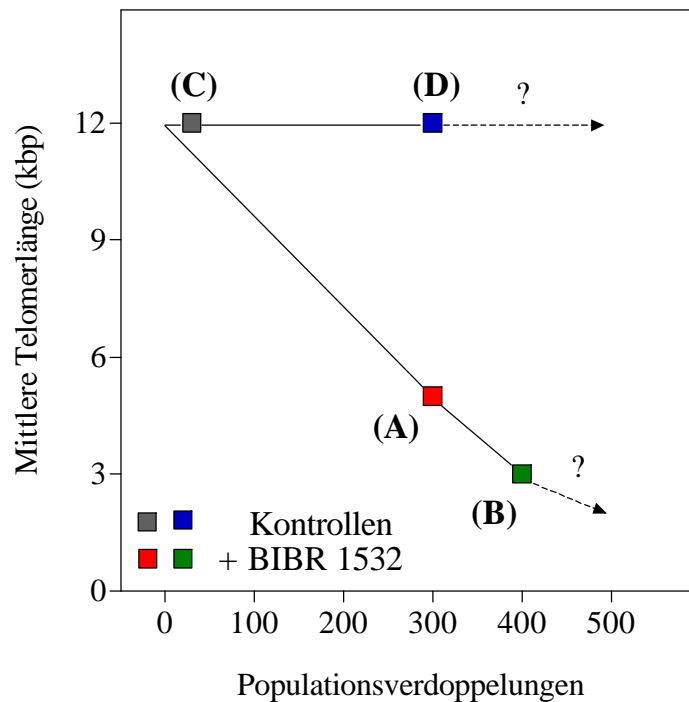 (C)
(D)
?
12
9
6
3
0
Mittlere Telomerlänge (kbp)
(A)
?
(B)
Kontrollen
+ BIBR 1532
0 100 200 300 400 500
Populationsverdoppelungen